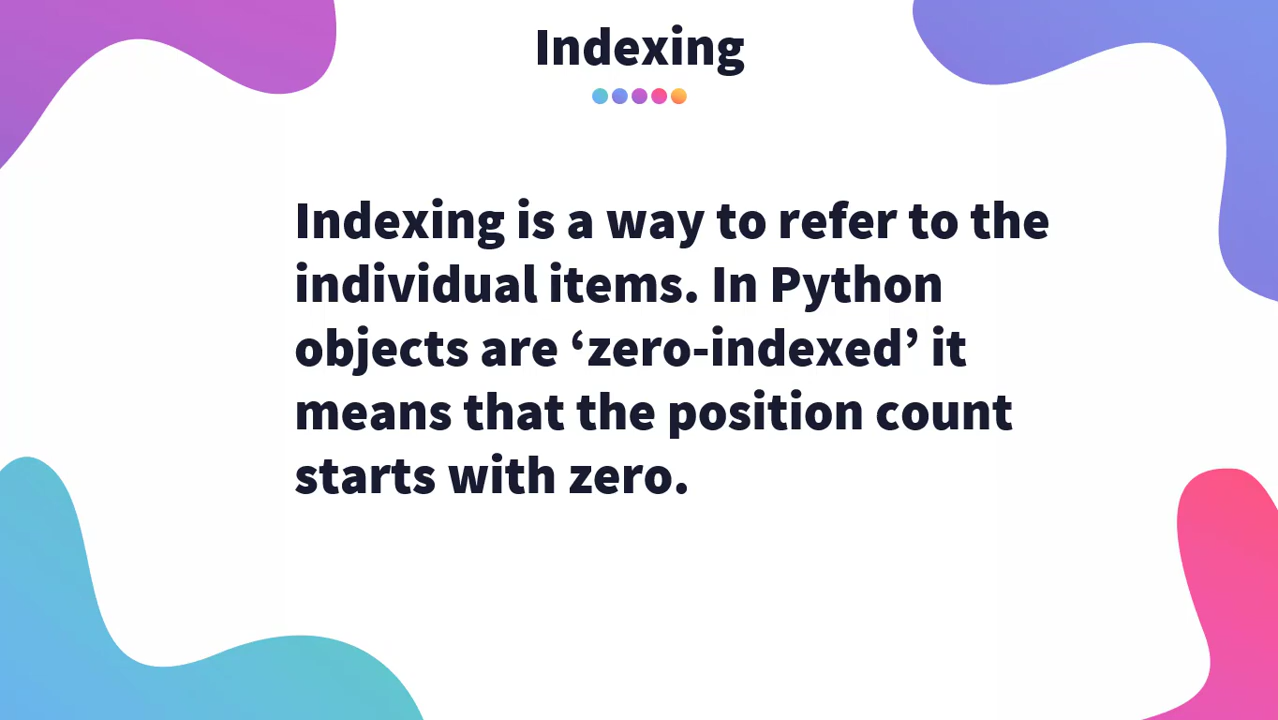 Indexing
Indexing is a way to refer to the
individual items. In Python
objects are ‘zero-indexed’ it
means that the position count
starts with zero.